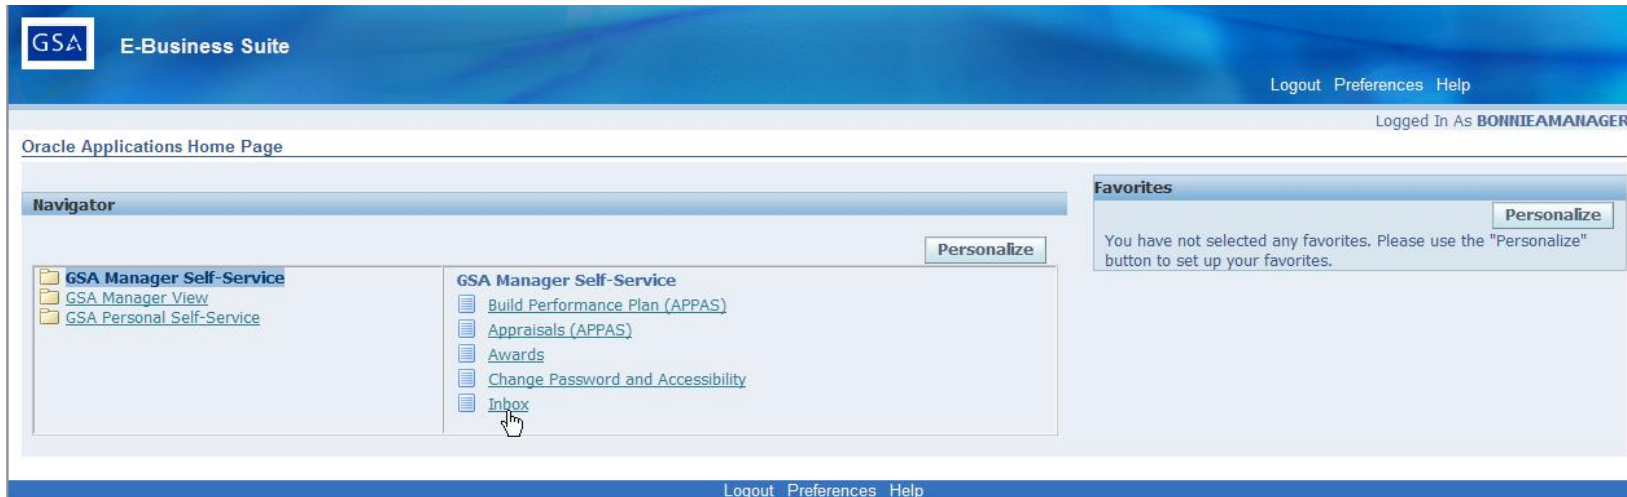 GSA
E-Business Suite
Logout Preferences Help
Logged In As BONNIEAMANAGER
Oracle Applications Home Page
Navigator
Personalize
GSA Manager Self-Service
GSA Manager View
GSA Personal Self-Service
GSA Manager Self-Service
Build Performance Plan (APPAS)
Appraisals (APPAS)
Awards
Change Password and Accessibility
Inbox
Favorites
Personalize
You have not selected any favorites. Please use the "Personalize"
button to set up your favorites.
Logout Preferences Help